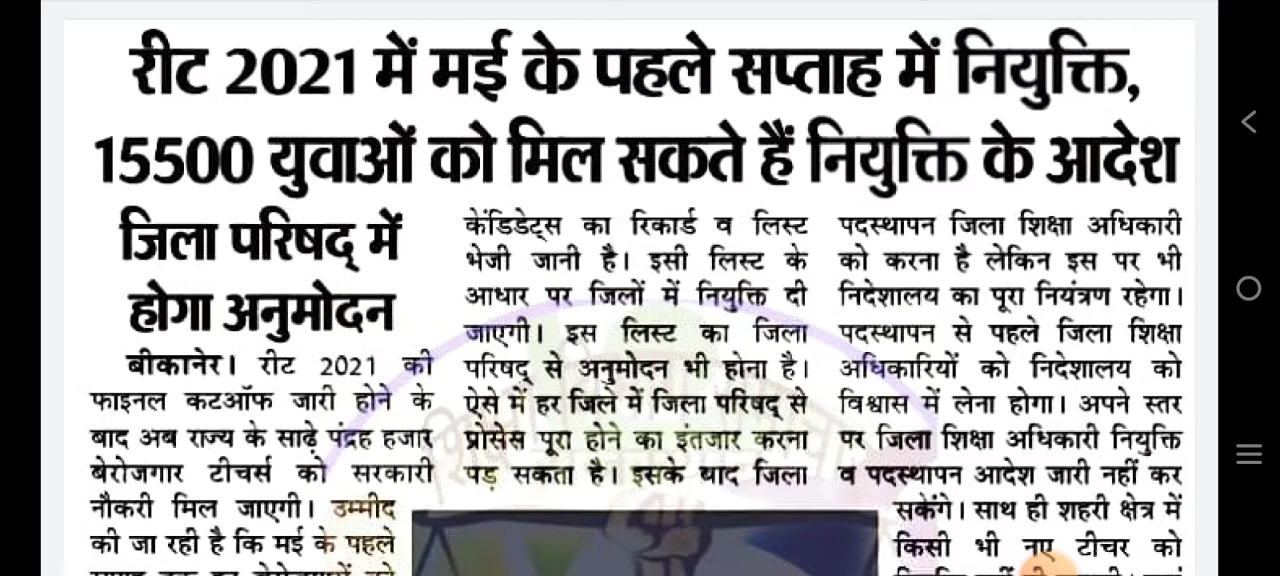 रीट 2021 में मई के पहले सप्ताह में नियुक्ति,
15500 युवाओं को मिल सकते हैं नियुक्ति के आदेश
जिला परिषद् में
होगा अनुमोदन
बीकानेर। रीट 2021 की
फाइनल कटऑफ जारी होने के
बाद अब राज्य के साढ़े पंद्रह हजार
बेरोजगार टीचर्स को सरकारी
नौकरी मिल जाएगी। उम्मीद
की जा रही है कि मई के पहले
केंडिडेट्स का रिकार्ड व लिस्ट
भेजी जानी है। इसी लिस्ट के
आधार पर जिलों में नियुक्ति दी
जाएगी। इस लिस्ट का जिला
परिषद् से अनुमोदन भी होना है।
ऐसे में हर जिले में जिला परिषद् से
प्रोसेस पूरा होने का इंतजार करना
पड़ सकता है। इसके बाद जिला
पदस्थापन जिला शिक्षा अधिकारी
को करना है लेकिन इस पर भी
निदेशालय का पूरा नियंत्रण रहेगा।
पदस्थापन से पहले जिला शिक्षा
अधिकारियों को निदेशालय को
विश्वास में लेना होगा। अपने स्तर
पर जिला शिक्षा अधिकारी नियुक्ति
व पदस्थापन आदेश जारी नहीं कर
सकेंगे। साथ ही शहरी क्षेत्र में
किसी भी नए टीचर को